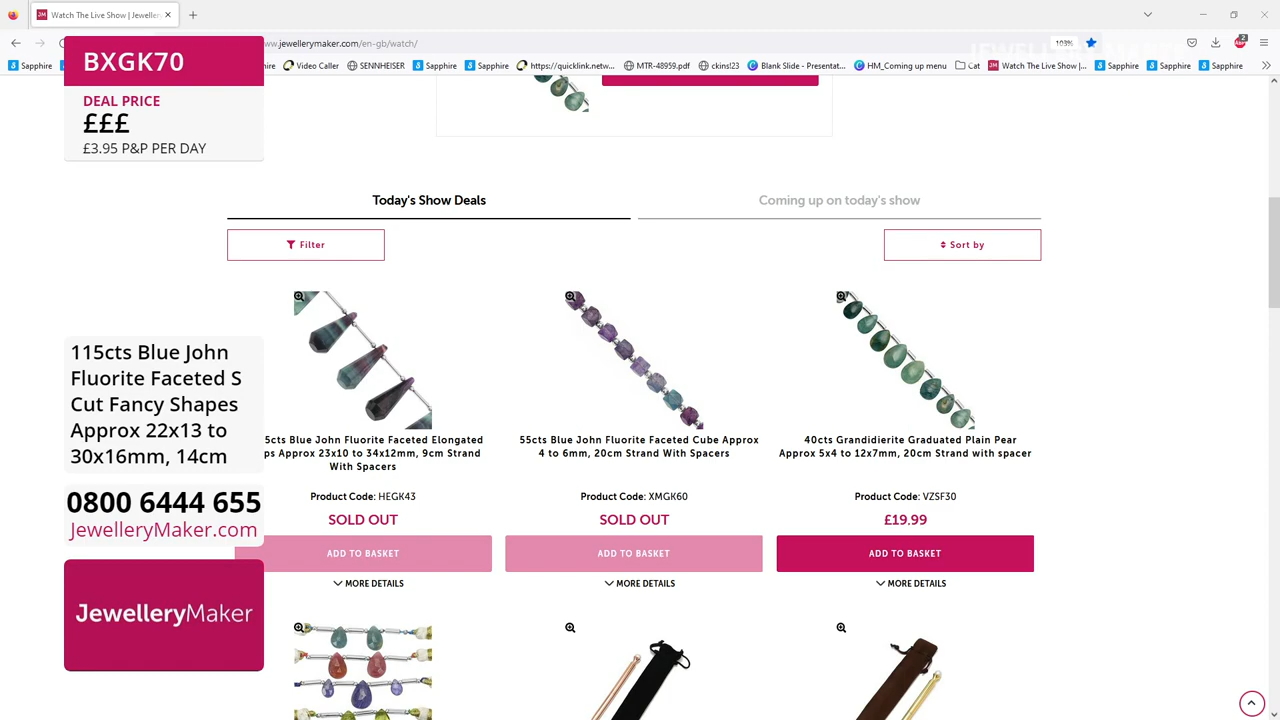 Watch The Live Show | Jeweller
ww.jewellerymaker.com/en-gb/watch/
103%
2
Sapphire
Video Caller
SENNHEISER
Sapphire
Sapphire
https://quicklink.netw...
MTR-48959.pdf
ckins!23
Blank Slide - Presentat...
HM_Coming up menu
Cat
Watch The Live Show |...
Sapphire
Sapphire
Sapphire
BXGK70
DEAL PRICE
£££
£3.95 P&P PER DAY
Today's Show Deals
Coming up on today's show
Filter
Sort by
115cts Blue John
Fluorite Faceted S
Cut Fancy Shapes
Approx 22x13 to
30x16mm, 14cm
0800 6444 655
JewelleryMaker.com
JewelleryMaker
5cts Blue John Fluorite Faceted Elongated
ps Approx 23x10 to 34x12mm, 9cm Strand
With Spacers
Product Code: HEGK43
SOLD OUT
ADD TO BASKET
MORE DETAILS
55cts Blue John Fluorite Faceted Cube Approx
4 to 6mm, 20cm Strand With Spacers
Product Code: XMGK60
SOLD OUT
ADD TO BASKET
MORE DETAILS
40cts Grandidierite Graduated Plain Pear
Approx 5x4 to 12x7mm, 20cm Strand with spacer
Product Code: VZSF30
£19.99
ADD TO BASKET
MORE DETAILS